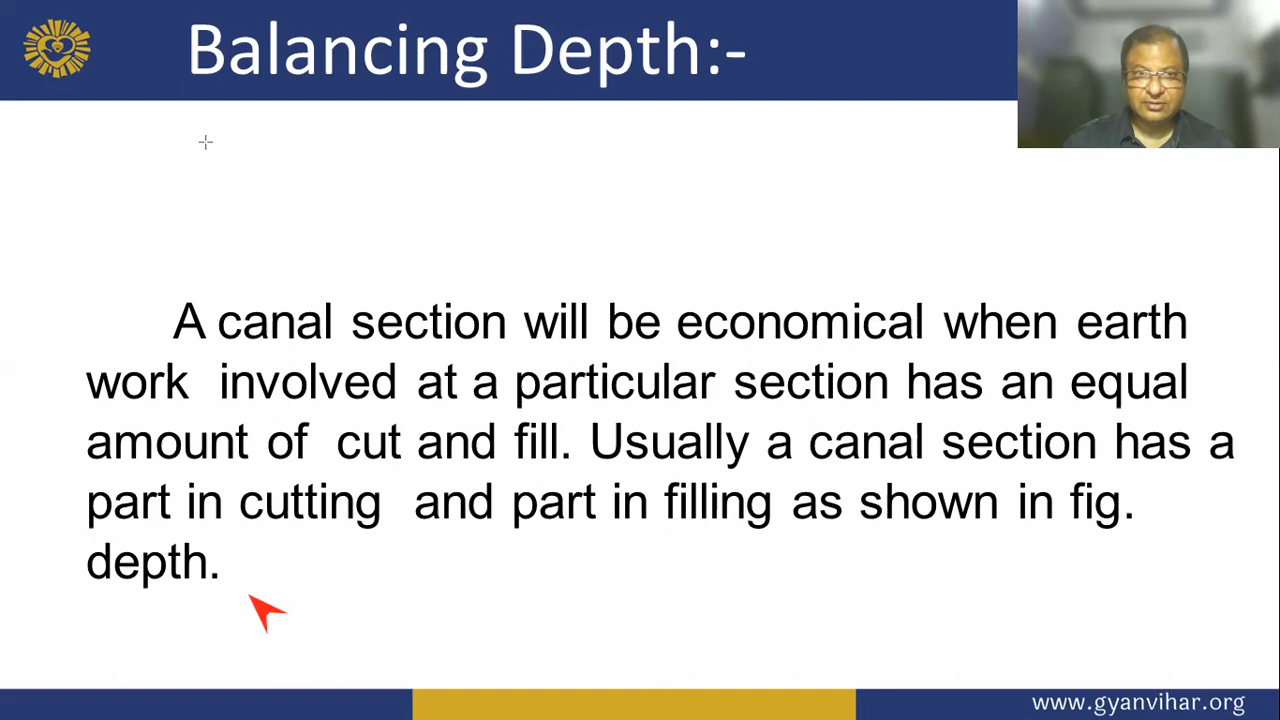 Balancing Depth:-
A canal section will be economical when earth
work involved at a particular section has an equal
amount of cut and fill. Usually a canal section has a
part in cutting and part in filling as shown in fig.
depth.
www.gyanvihar.org